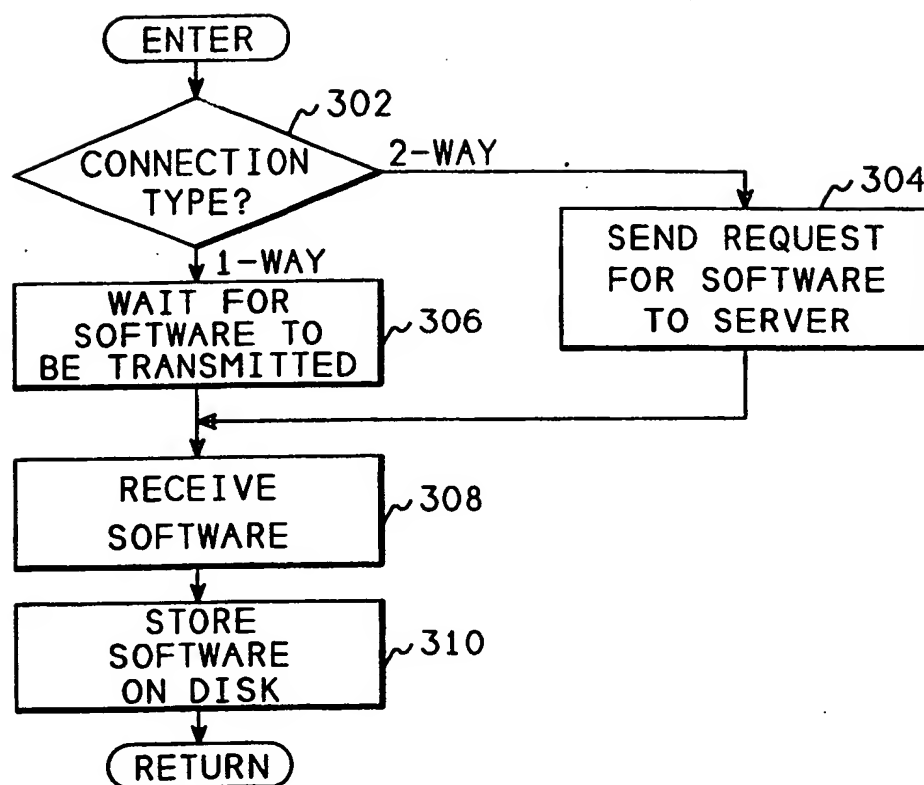 ENTER
302
CONNECTION
TYPE?
2-WAY
304
SEND REQUEST
FOR SOFTWARE
TO SERVER
1-WAY
WAIT FOR
SOFTWARE TO
BE TRANSMITTED
306
RECEIVE
SOFTWARE
308
STORE
SOFTWARE
ON DISK
310
RETURN